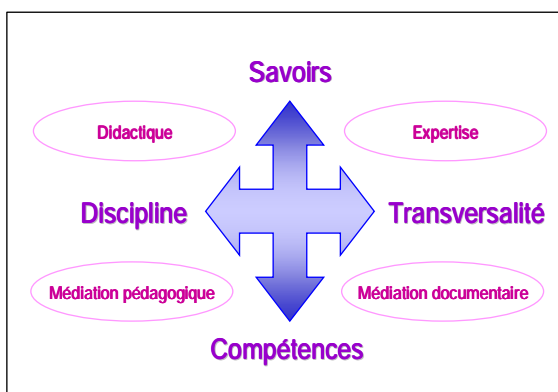 Savoirs
Didactique
Expertise
Discipline
Transversalité
Médiation pédagogique
Médiation documentaire
Compétences